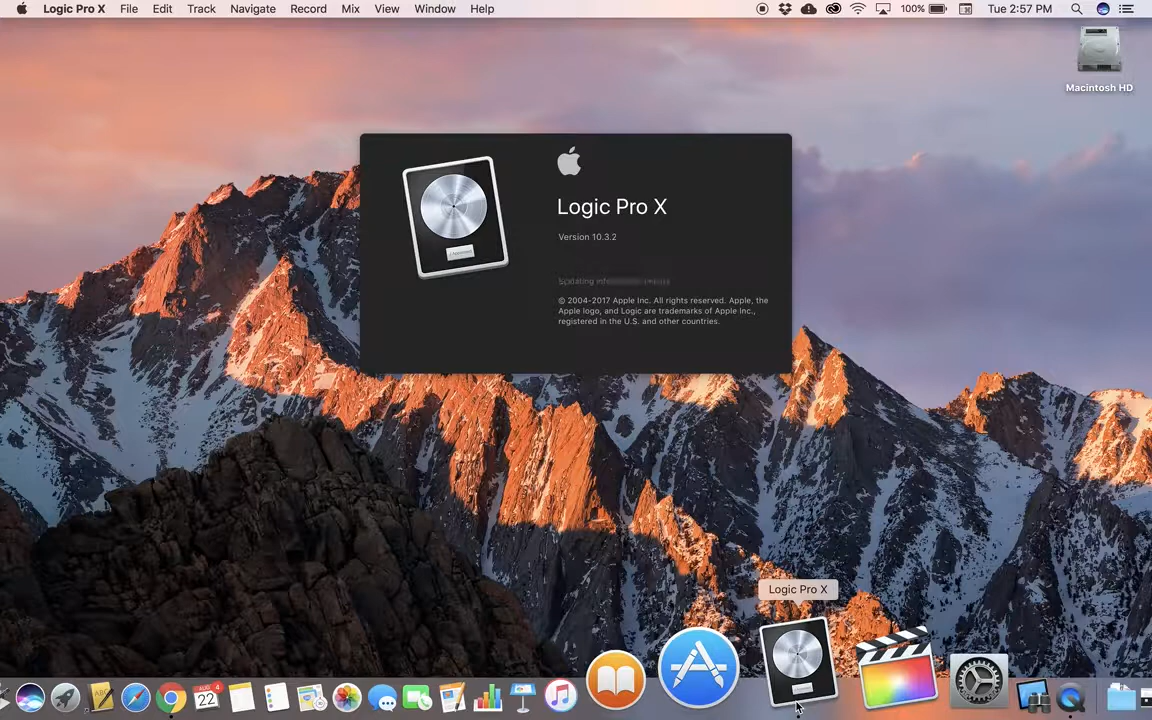 Logic Pro X File Edit Track Navigate Record Mix View Window Help 100% Tue 2:57 PM
Macintosh HD
Logic Pro X
Version 10.3.2
© 2004-2017 Apple Inc. All rights reserved. Apple, the
Apple logo, and Logic are trademarks of Apple Inc.,
registered in the U.S. and other countries.
Logic Pro X
AUG
22
4